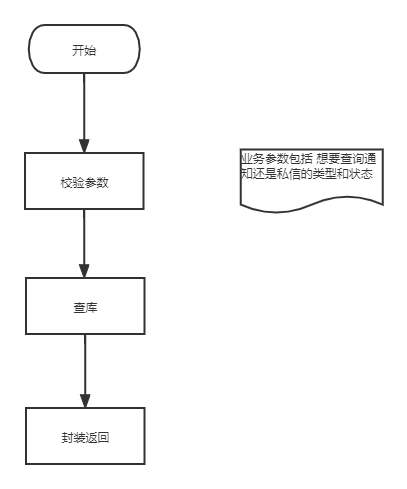 开始
校验参数
业务参数包括 想要查询通
知还是私信的类型和状态
查库
封装返回